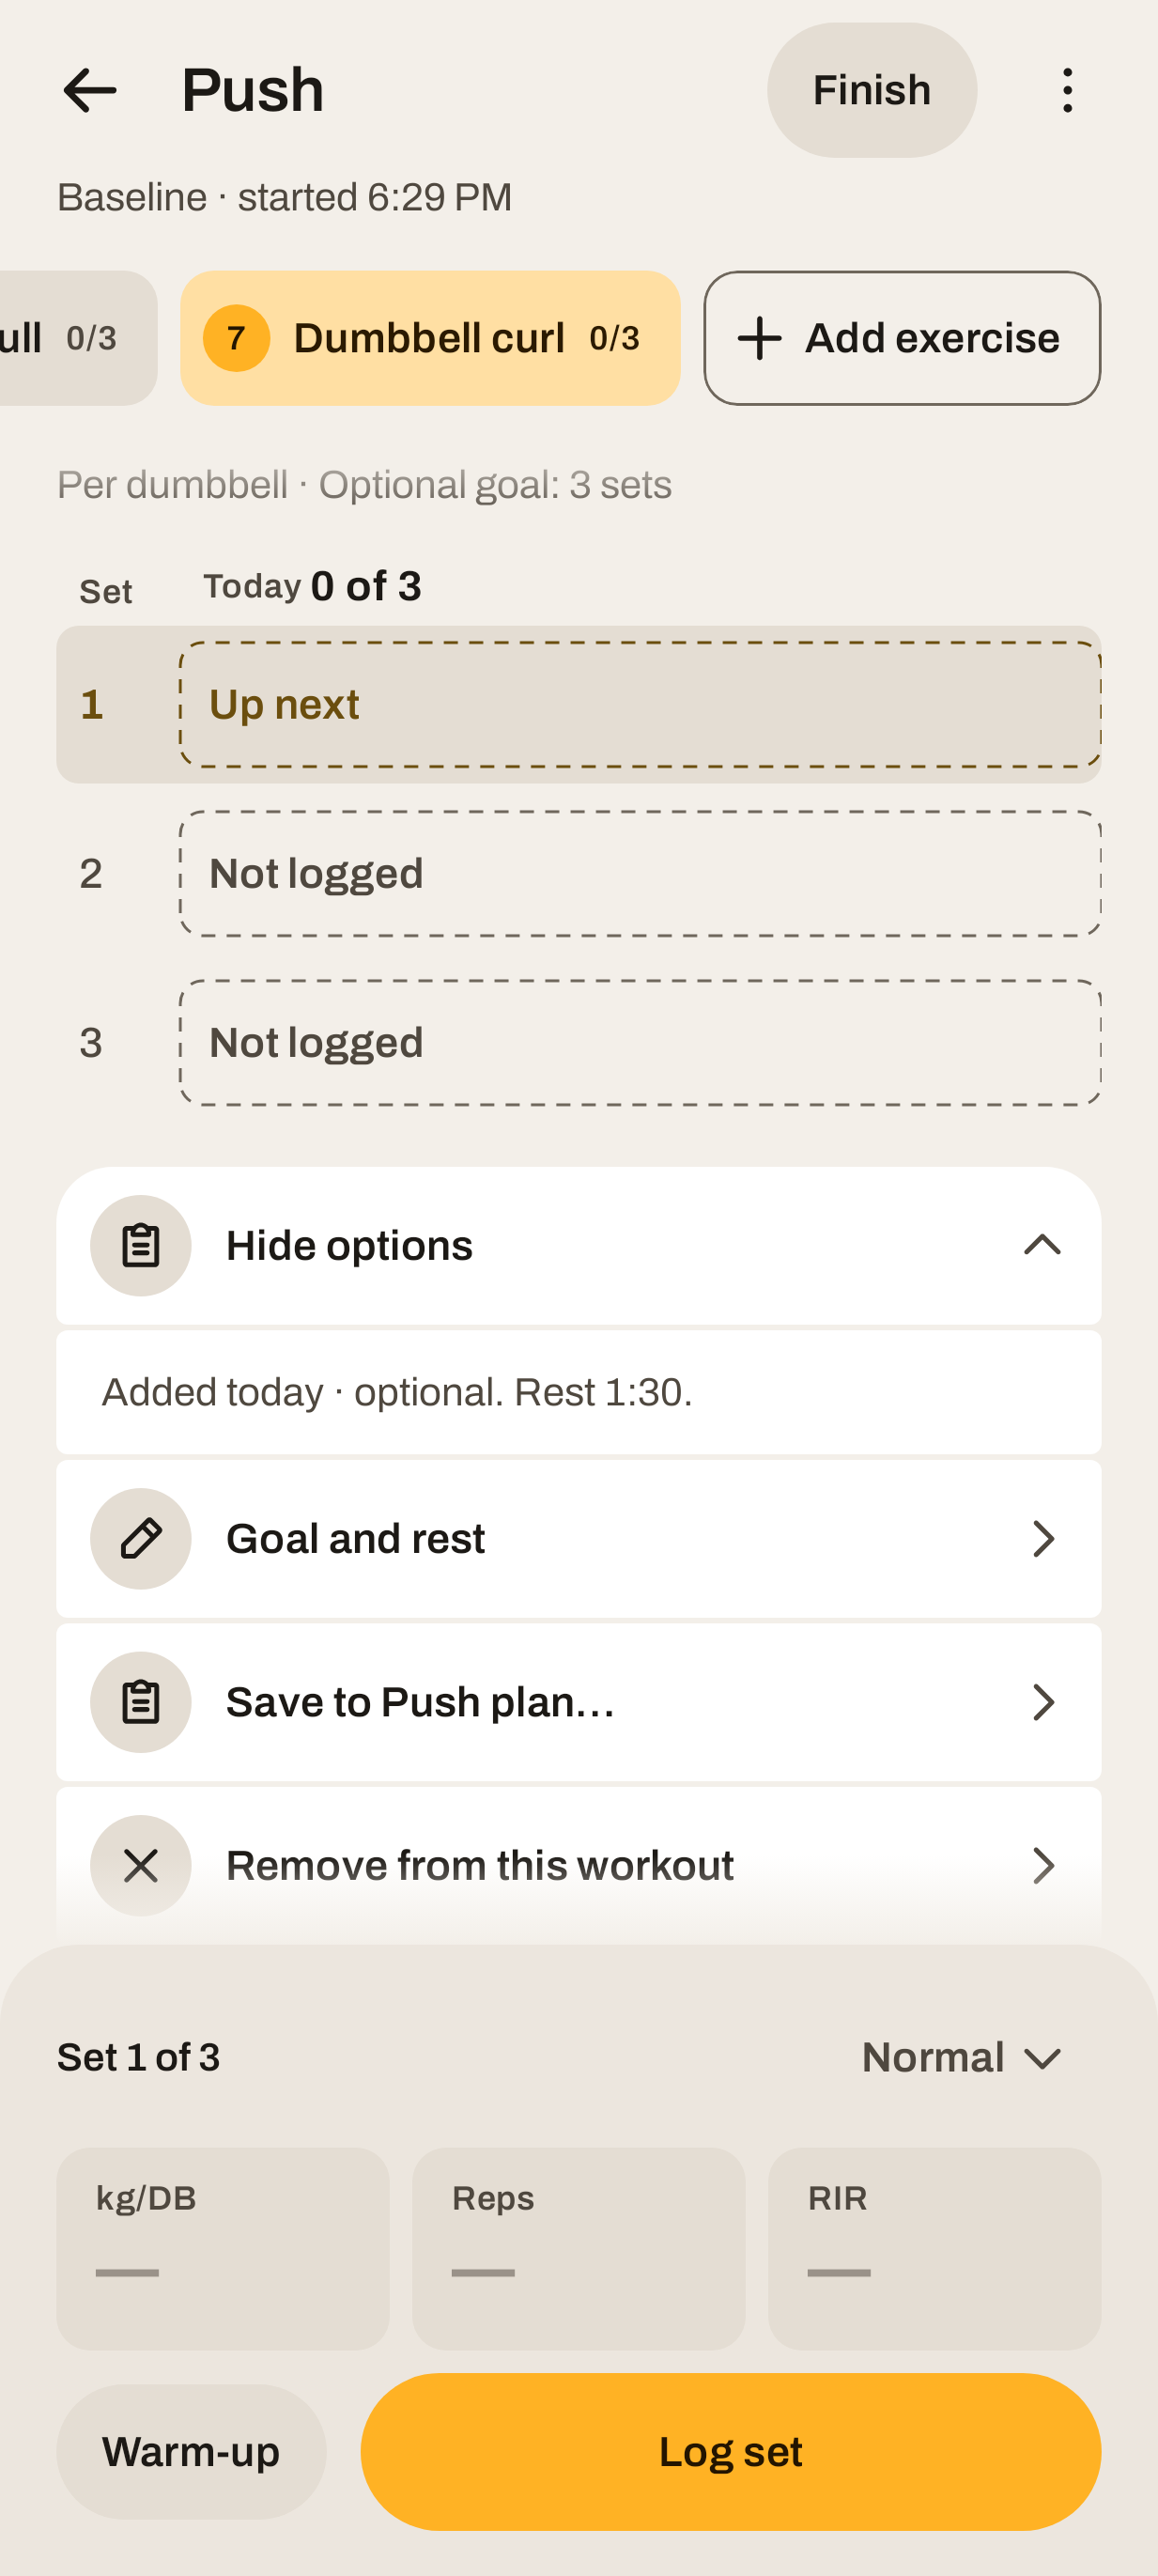 Push
Finish
Baseline · started 6:29 PM
ull 0/3
7 Dumbbell curl 0/3
Add exercise
Per dumbbell · Optional goal: 3 sets
Set
Today 0 of 3
1 Up next
2 Not logged
3 Not logged
Hide options
Added today · optional. Rest 1:30.
Goal and rest
Save to Push plan…
Remove from this workout
Set 1 of 3
Normal
kg/DB
Reps
RIR
—
—
—
Warm-up
Log set